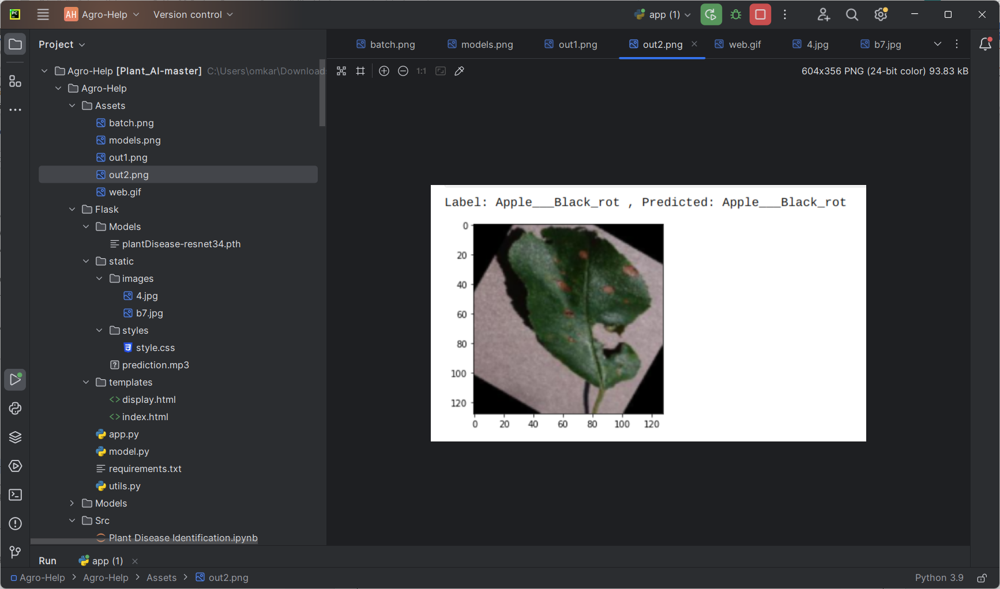 PC
AH Agro-Help Version control app (1)
Project
batch.png models.png out1.png out2.png web.gif 4.jpg b7.jpg
1:1 604x356 PNG (24-bit color) 93.83 kB
Agro-Help [Plant_AI-master] C:\Users\omkar\Download
Agro-Help
Assets
batch.png
models.png
out1.png
out2.png
web.gif
Flask
Models
plantDisease-resnet34.pth
static
images
4.jpg
b7.jpg
styles
style.css
prediction.mp3
templates
display.html
index.html
app.py
model.py
requirements.txt
utils.py
Models
Src
Plant Disease Identification.ipynb
Label: Apple___Black_rot , Predicted: Apple___Black_rot
0
20
40
60
80
100
120
0 20 40 60 80 100 120
Run app (1)
Agro-Help > Agro-Help > Assets > out2.png Python 3.9